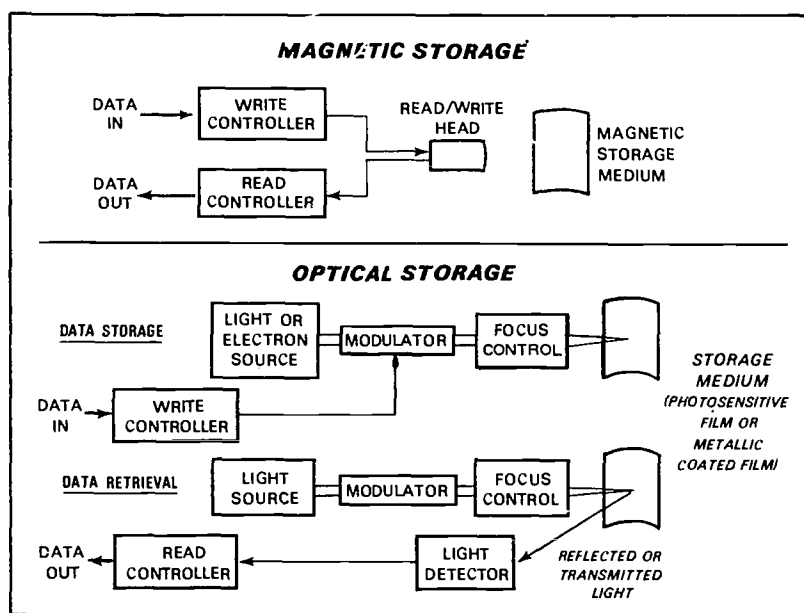 MAGNETIC STORAGE
DATA
IN
WRITE
CONTROLLER
READ/WRITE
HEAD
MAGNETIC
STORAGE
MEDIUM
DATA
OUT
READ
CONTROLLER
OPTICAL STORAGE
DATA STORAGE
LIGHT OR
ELECTRON
SOURCE
MODULATOR
FOCUS
CONTROL
STORAGE
MEDIUM
(PHOTOSENSITIVE
FILM OR
METALLIC
COATED FILM)
DATA
IN
WRITE
CONTROLLER
DATA RETRIEVAL
LIGHT
SOURCE
MODULATOR
FOCUS
CONTROL
DATA
OUT
READ
CONTROLLER
LIGHT
DETECTOR
REFLECTED OR
TRANSMITTED
LIGHT